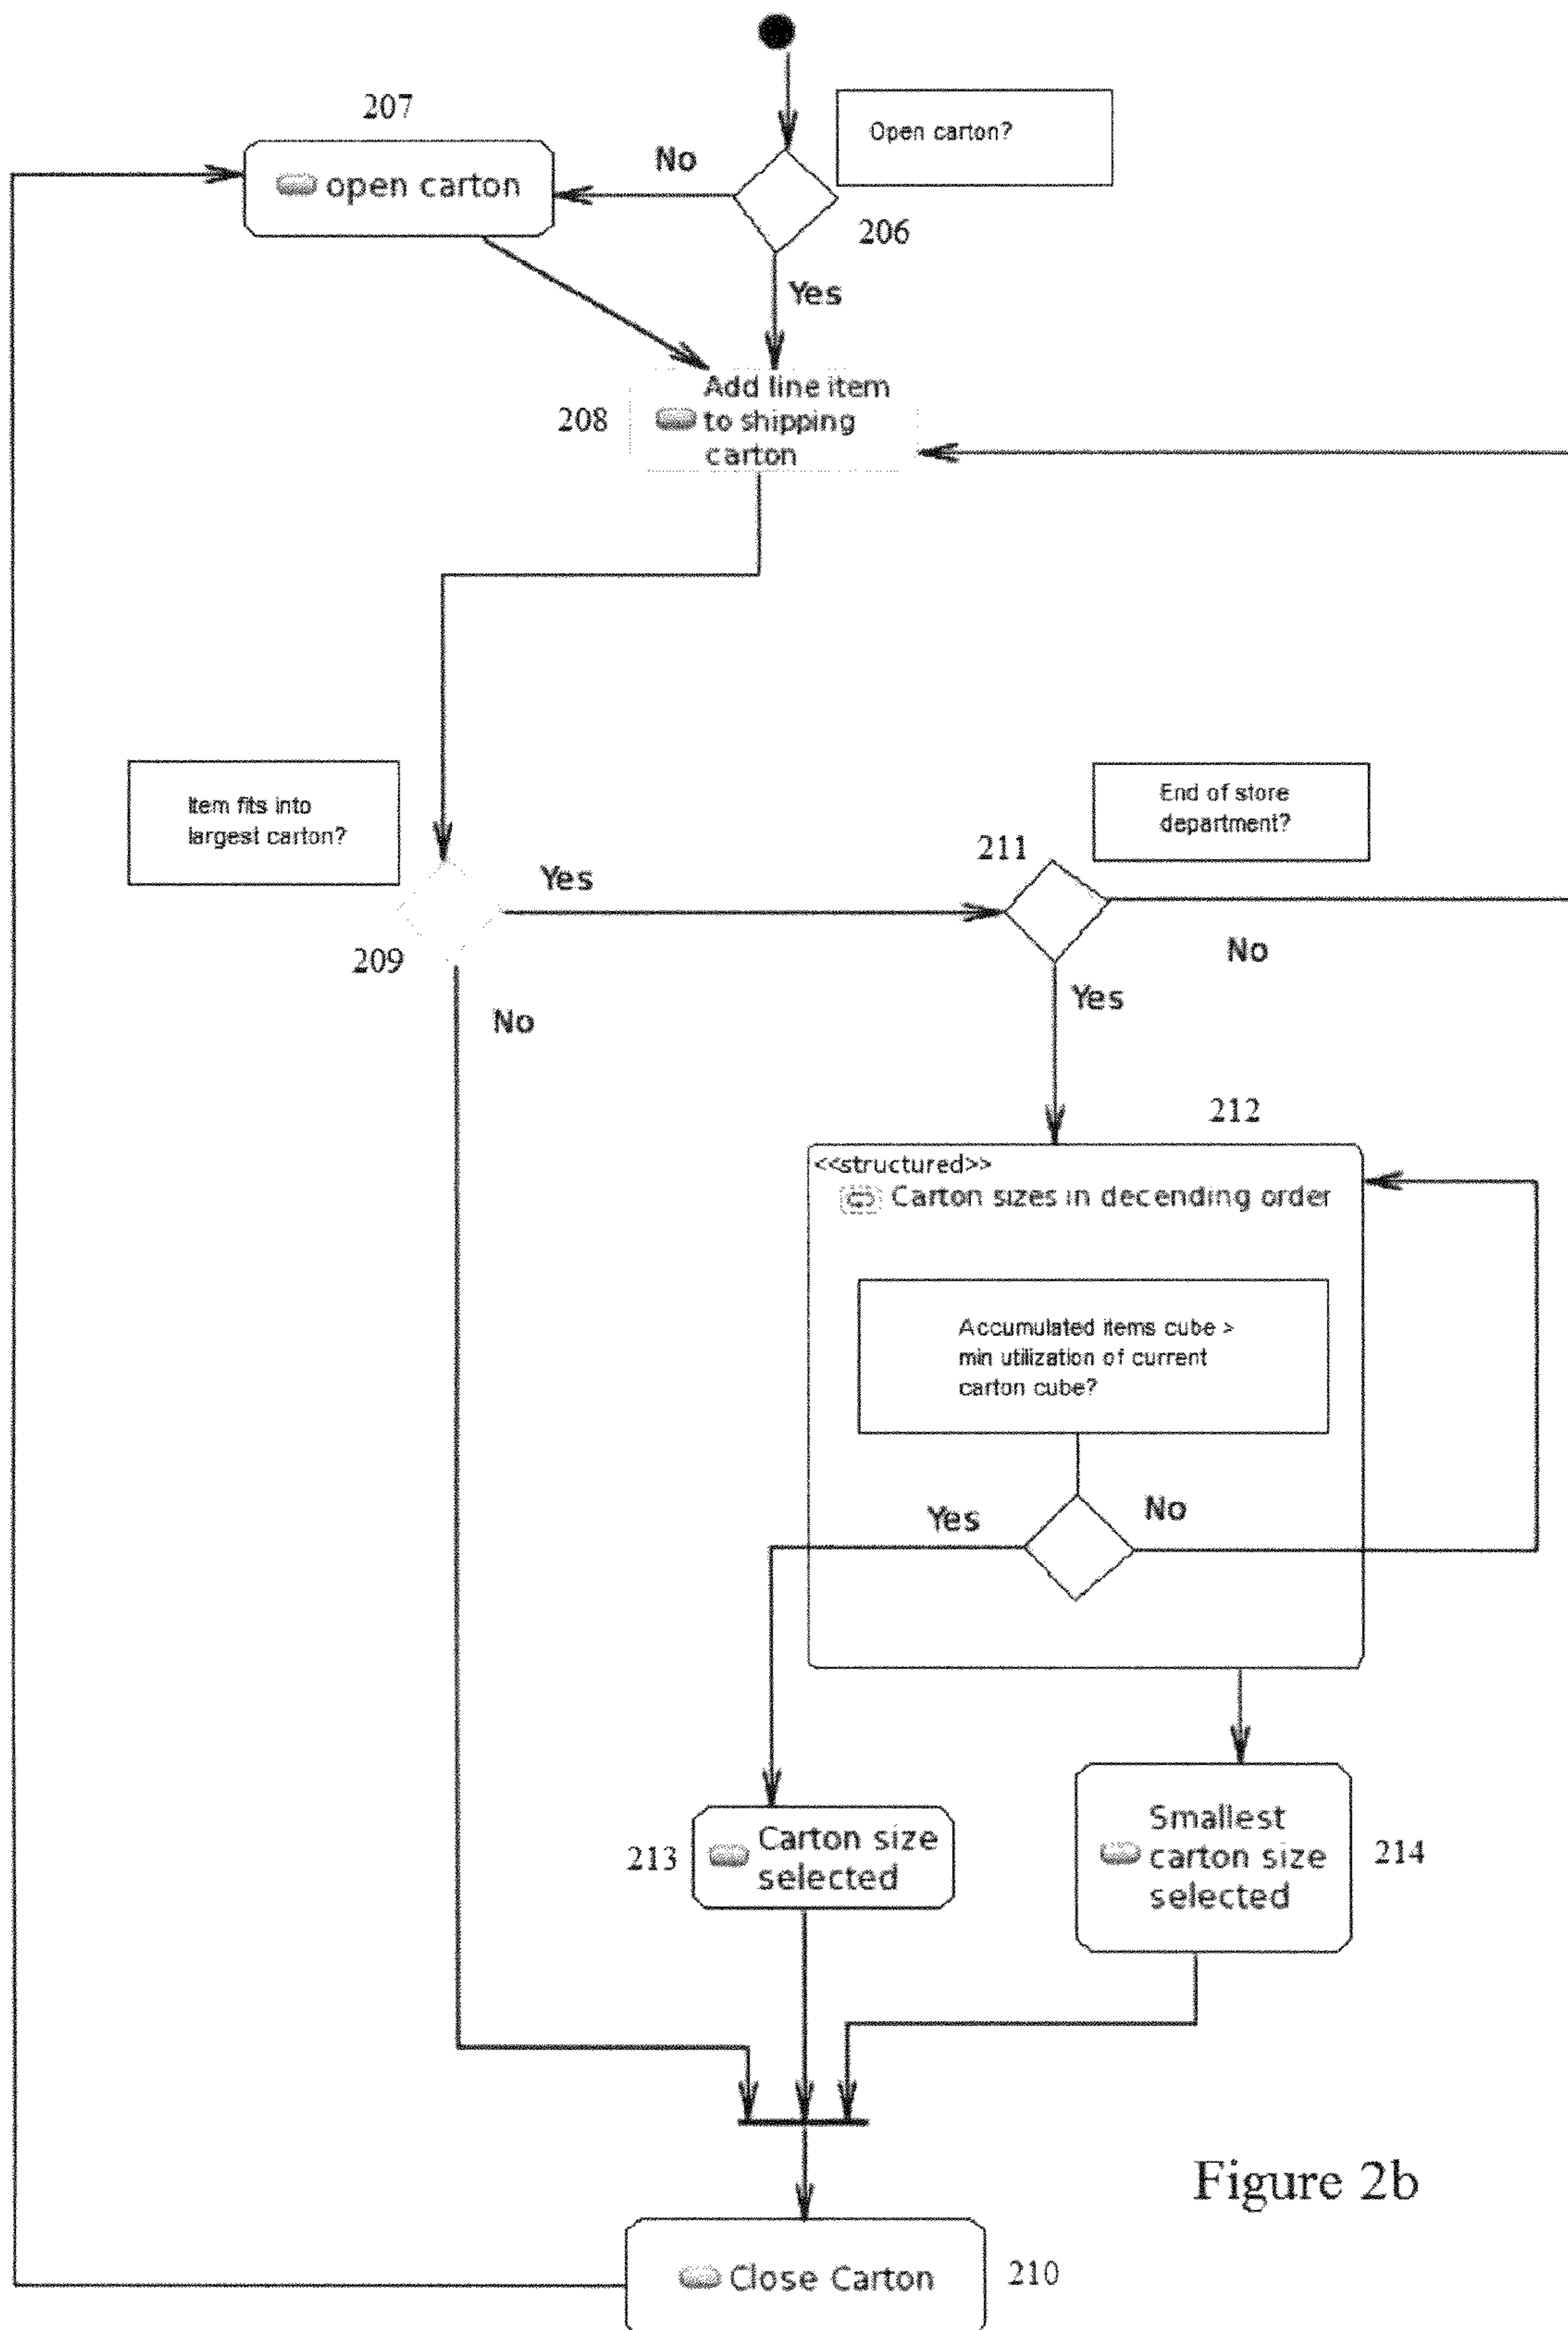 207
Open carton?
No
open carton
206
Yes
Add line item
208
to shipping
carton
Item fits into
largest carton?
End of store
department?
211
Yes
209
No
Yes
No
212
<<structured>>
Carton sizes in decending order
Accumulated items cube >
min utilization of current
carton cube?
Yes
No
213
Carton size
selected
Smallest
carton size
selected
214
Figure 2b
Close Carton
210